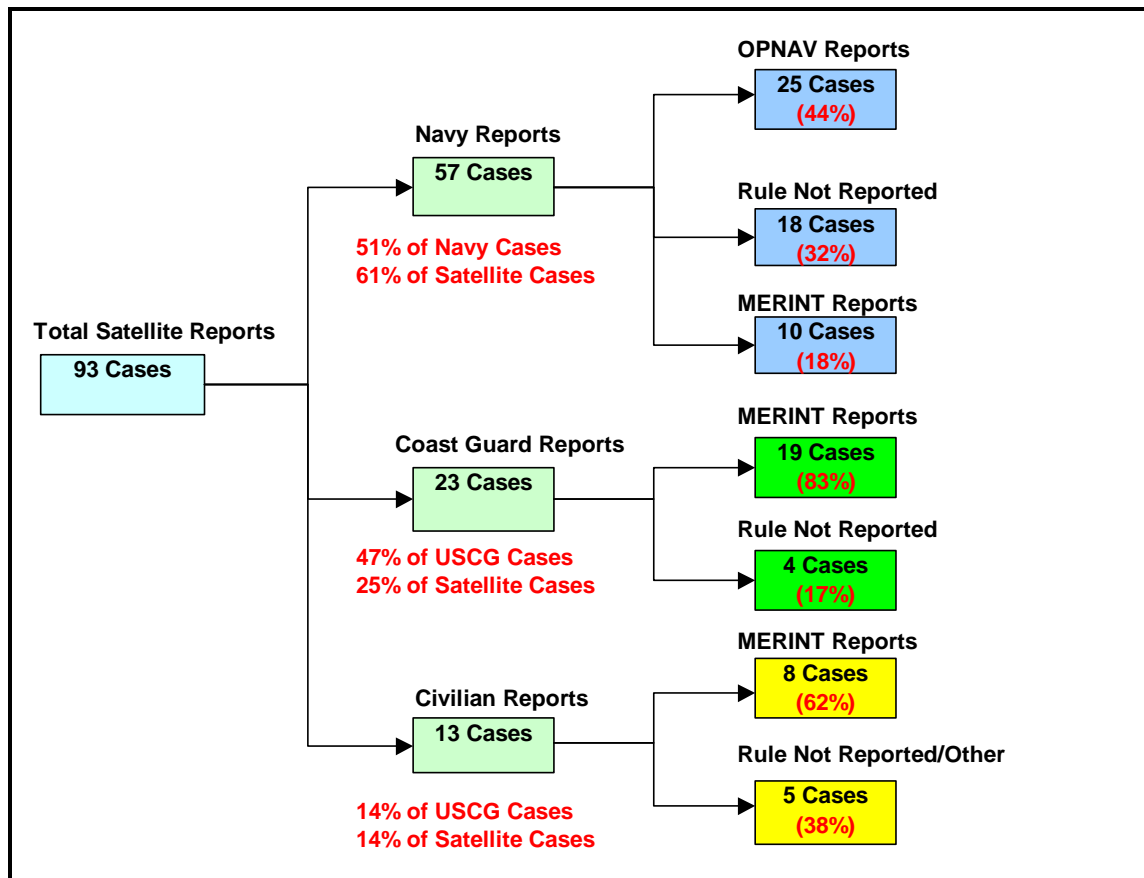 Total Satellite Reports
93 Cases
Navy Reports
57 Cases
51% of Navy Cases
61% of Satellite Cases
OPNAV Reports
25 Cases
(44%)
Rule Not Reported
18 Cases
(32%)
MERINT Reports
10 Cases
(18%)
Coast Guard Reports
23 Cases
47% of USCG Cases
25% of Satellite Cases
MERINT Reports
19 Cases
(83%)
Rule Not Reported
4 Cases
(17%)
Civilian Reports
13 Cases
14% of USCG Cases
14% of Satellite Cases
MERINT Reports
8 Cases
(62%)
Rule Not Reported/Other
5 Cases
(38%)